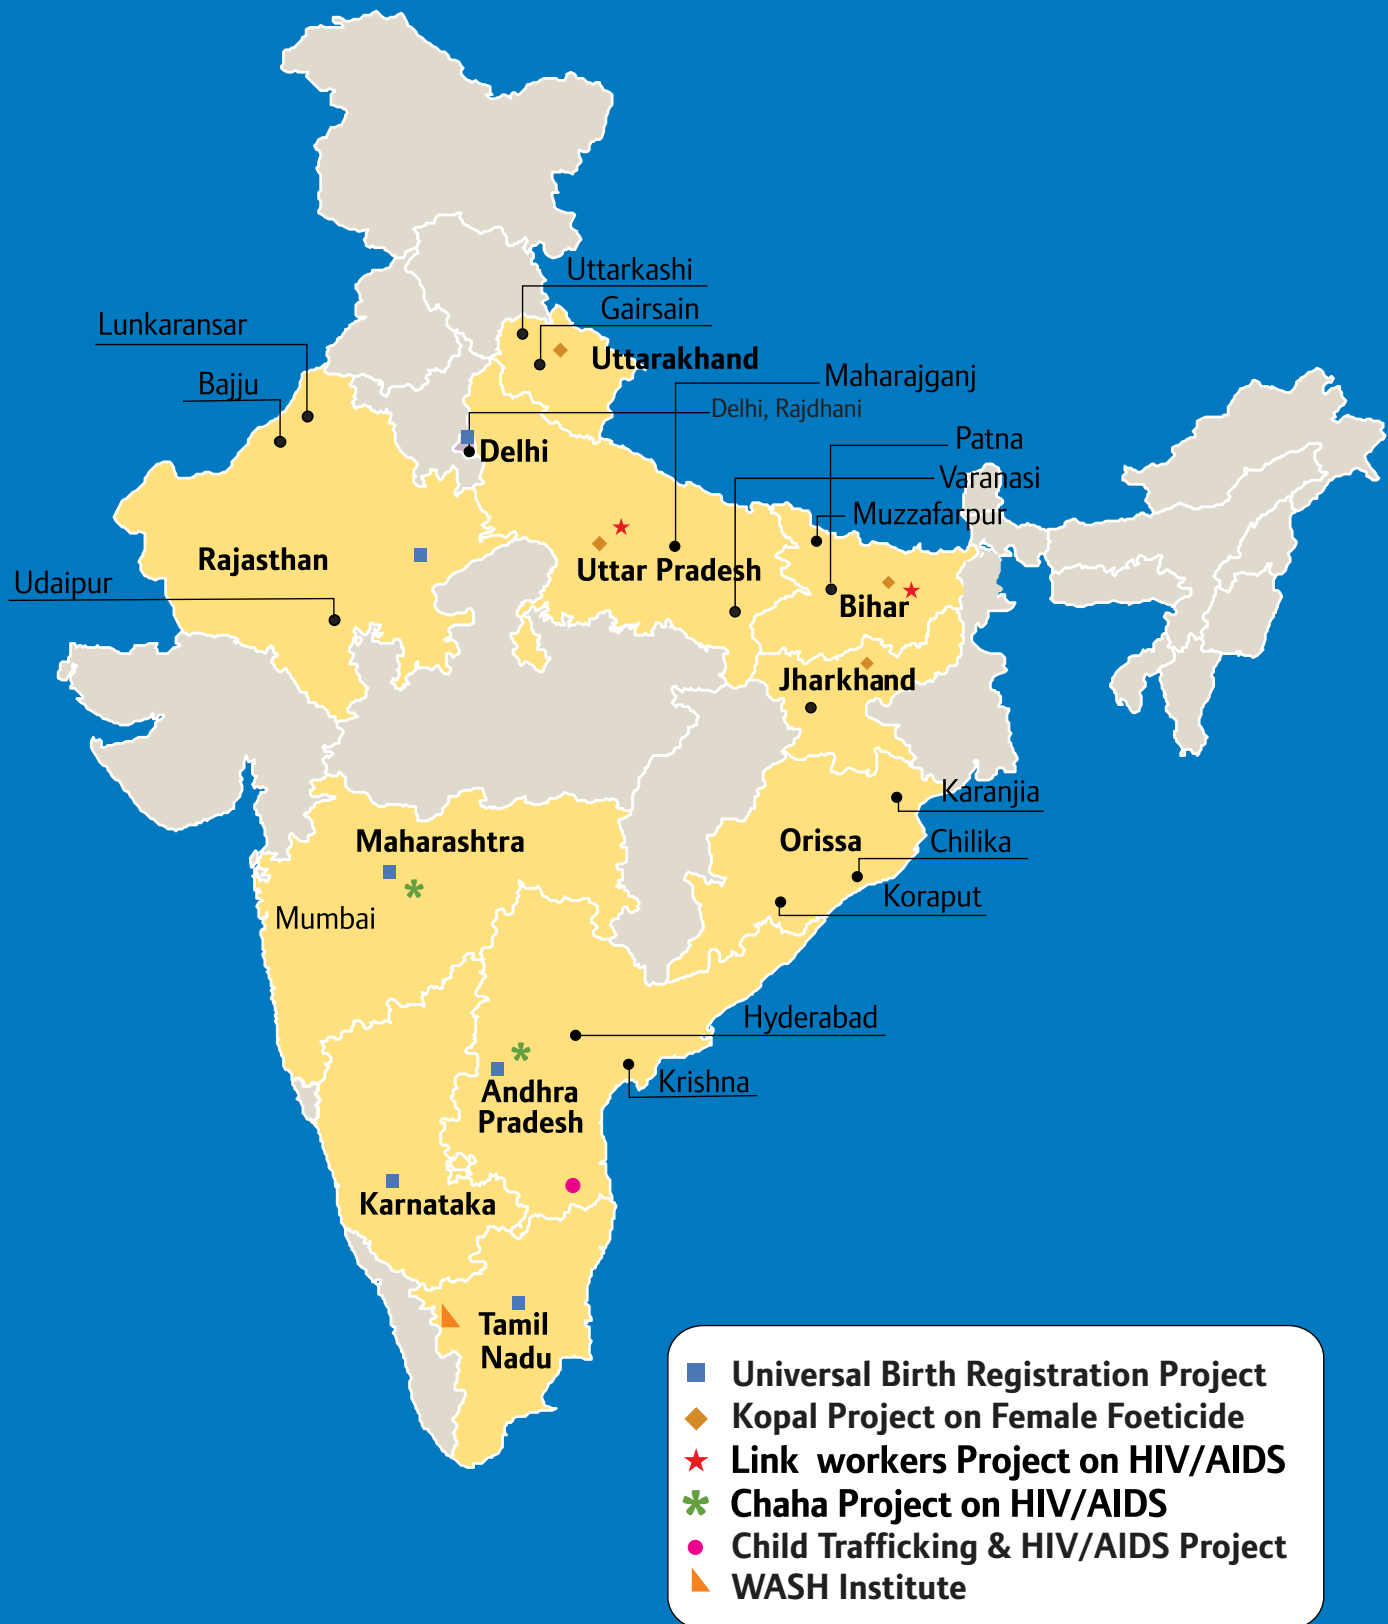 Uttarkashi
Gairsain
Lunkaransar
Uttarakhand
Bajju
Maharajganj
Delhi, Rajdhani
Patna
Delhi
Varanasi
Muzzafarpur
Rajasthan
Uttar Pradesh
Udaipur
Bihar
Jharkhand
Karanjia
Maharashtra
Orissa
Chilika
Koraput
Mumbai
Hyderabad
Krishna
Andhra
Pradesh
Karnataka
Tamil
Nadu
Universal Birth Registration Project
Kopal Project on Female Foeticide
Link workers Project on HIV/AIDS
Chaha Project on HIV/AIDS
Child Trafficking & HIV/AIDS Project
WASH Institute